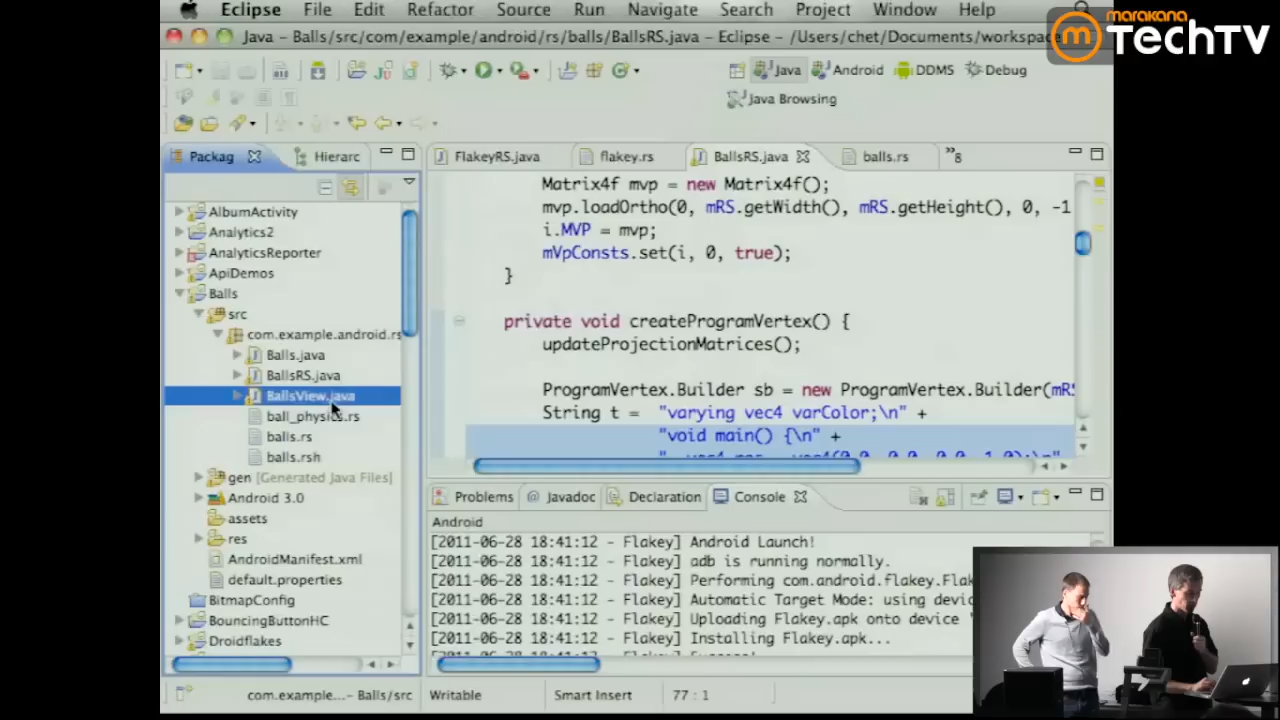 Eclipse File Edit Refactor Source Run Navigate Search Project Window Help
marakana
TechTV
Java - Balls/src/com/example/android/rs/balls/BallsRS.java - Eclipse - /Users/chet/Documents/workspace
Java Android DDMS Debug
Java Browsing
Packag Hierarc
FlakeyRS.java flakey.rs BallsRS.java balls.rs »8
AlbumActivity
Analytics2
AnalyticsReporter
ApiDemos
Balls
src
com.example.android.rs
Balls.java
BallsRS.java
BallsView.java
ball_physics.rs
balls.rs
balls.rsh
gen [Generated Java Files]
Android 3.0
assets
res
AndroidManifest.xml
default.properties
BitmapConfig
BouncingButtonHC
Droidflakes
Matrix4f mvp = new Matrix4f();
mvp.loadOrtho(0, mRS.getWidth(), mRS.getHeight(), 0, -1
i.MVP = mvp;
mVpConsts.set(i, 0, true);
}
private void createProgramVertex() {
updateProjectionMatrices();
ProgramVertex.Builder sb = new ProgramVertex.Builder(mRS
String t = "varying vec4 varColor;\n" +
"void main() {\n" +
Problems Javadoc Declaration Console
Android
[2011-06-28 18:41:12 - Flakey] Android Launch!
[2011-06-28 18:41:12 - Flakey] adb is running normally.
[2011-06-28 18:41:12 - Flakey] Performing com.android.flakey.Flak
[2011-06-28 18:41:12 - Flakey] Automatic Target Mode: using devic
[2011-06-28 18:41:12 - Flakey] Uploading Flakey.apk onto device '
[2011-06-28 18:41:12 - Flakey] Installing Flakey.apk...
com.example.... - Balls/src Writable Smart Insert 77 : 1